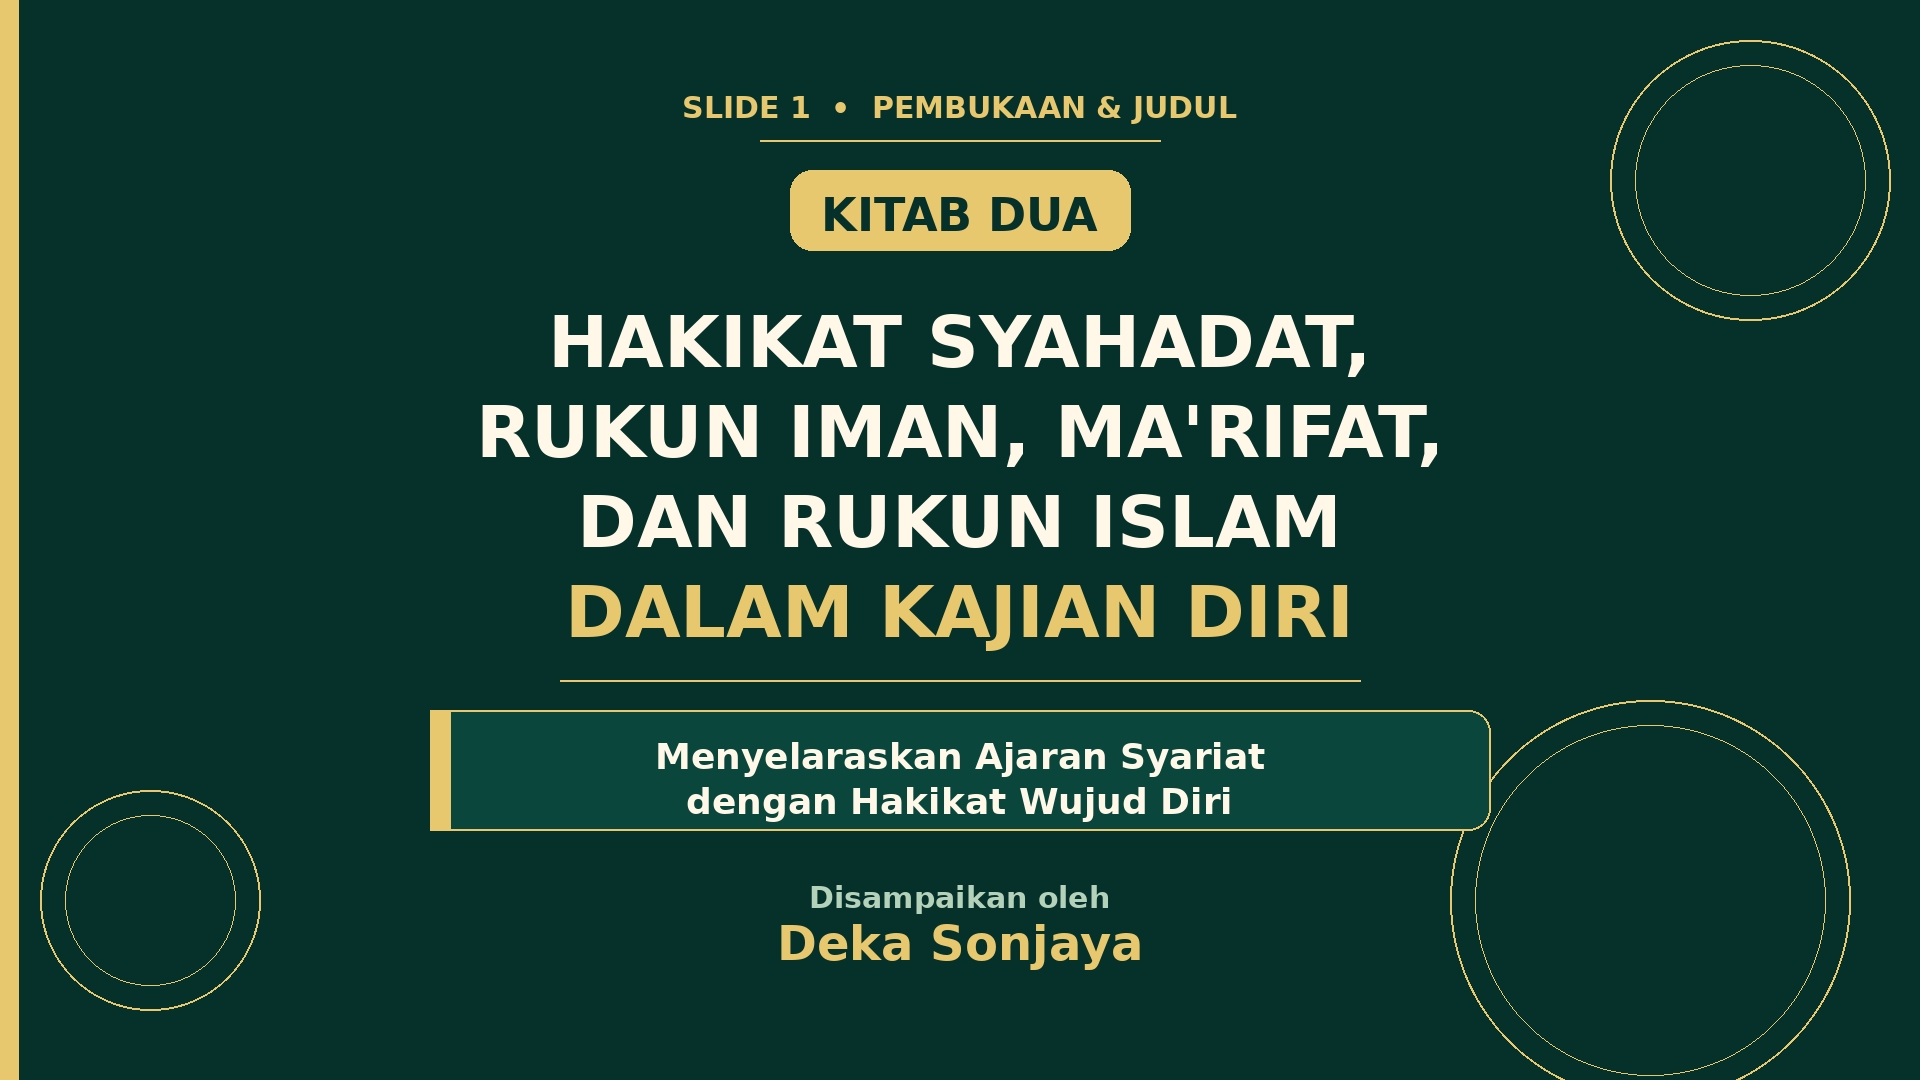 SLIDE 1 • PEMBUKAAN & JUDUL
KITAB DUA
HAKIKAT SYAHADAT,
RUKUN IMAN, MA'RIFAT,
DAN RUKUN ISLAM
DALAM KAJIAN DIRI
Menyelaraskan Ajaran Syariat
dengan Hakikat Wujud Diri
Disampaikan oleh
Deka Sonjaya